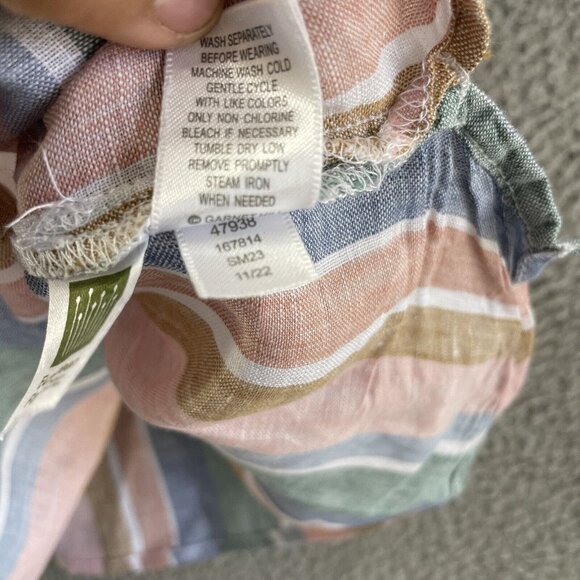 WASH SEPARATELY
BEFORE WEARING
MACHINE WASH COLD
GENTLE CYCLE
WITH LIKE COLORS
ONLY NON-CHLORINE
BLEACH IF NECESSARY
TUMBLE DRY LOW
REMOVE PROMPTLY
STEAM IRON
WHEN NEEDED
©
47938
167814
SM23
11/22